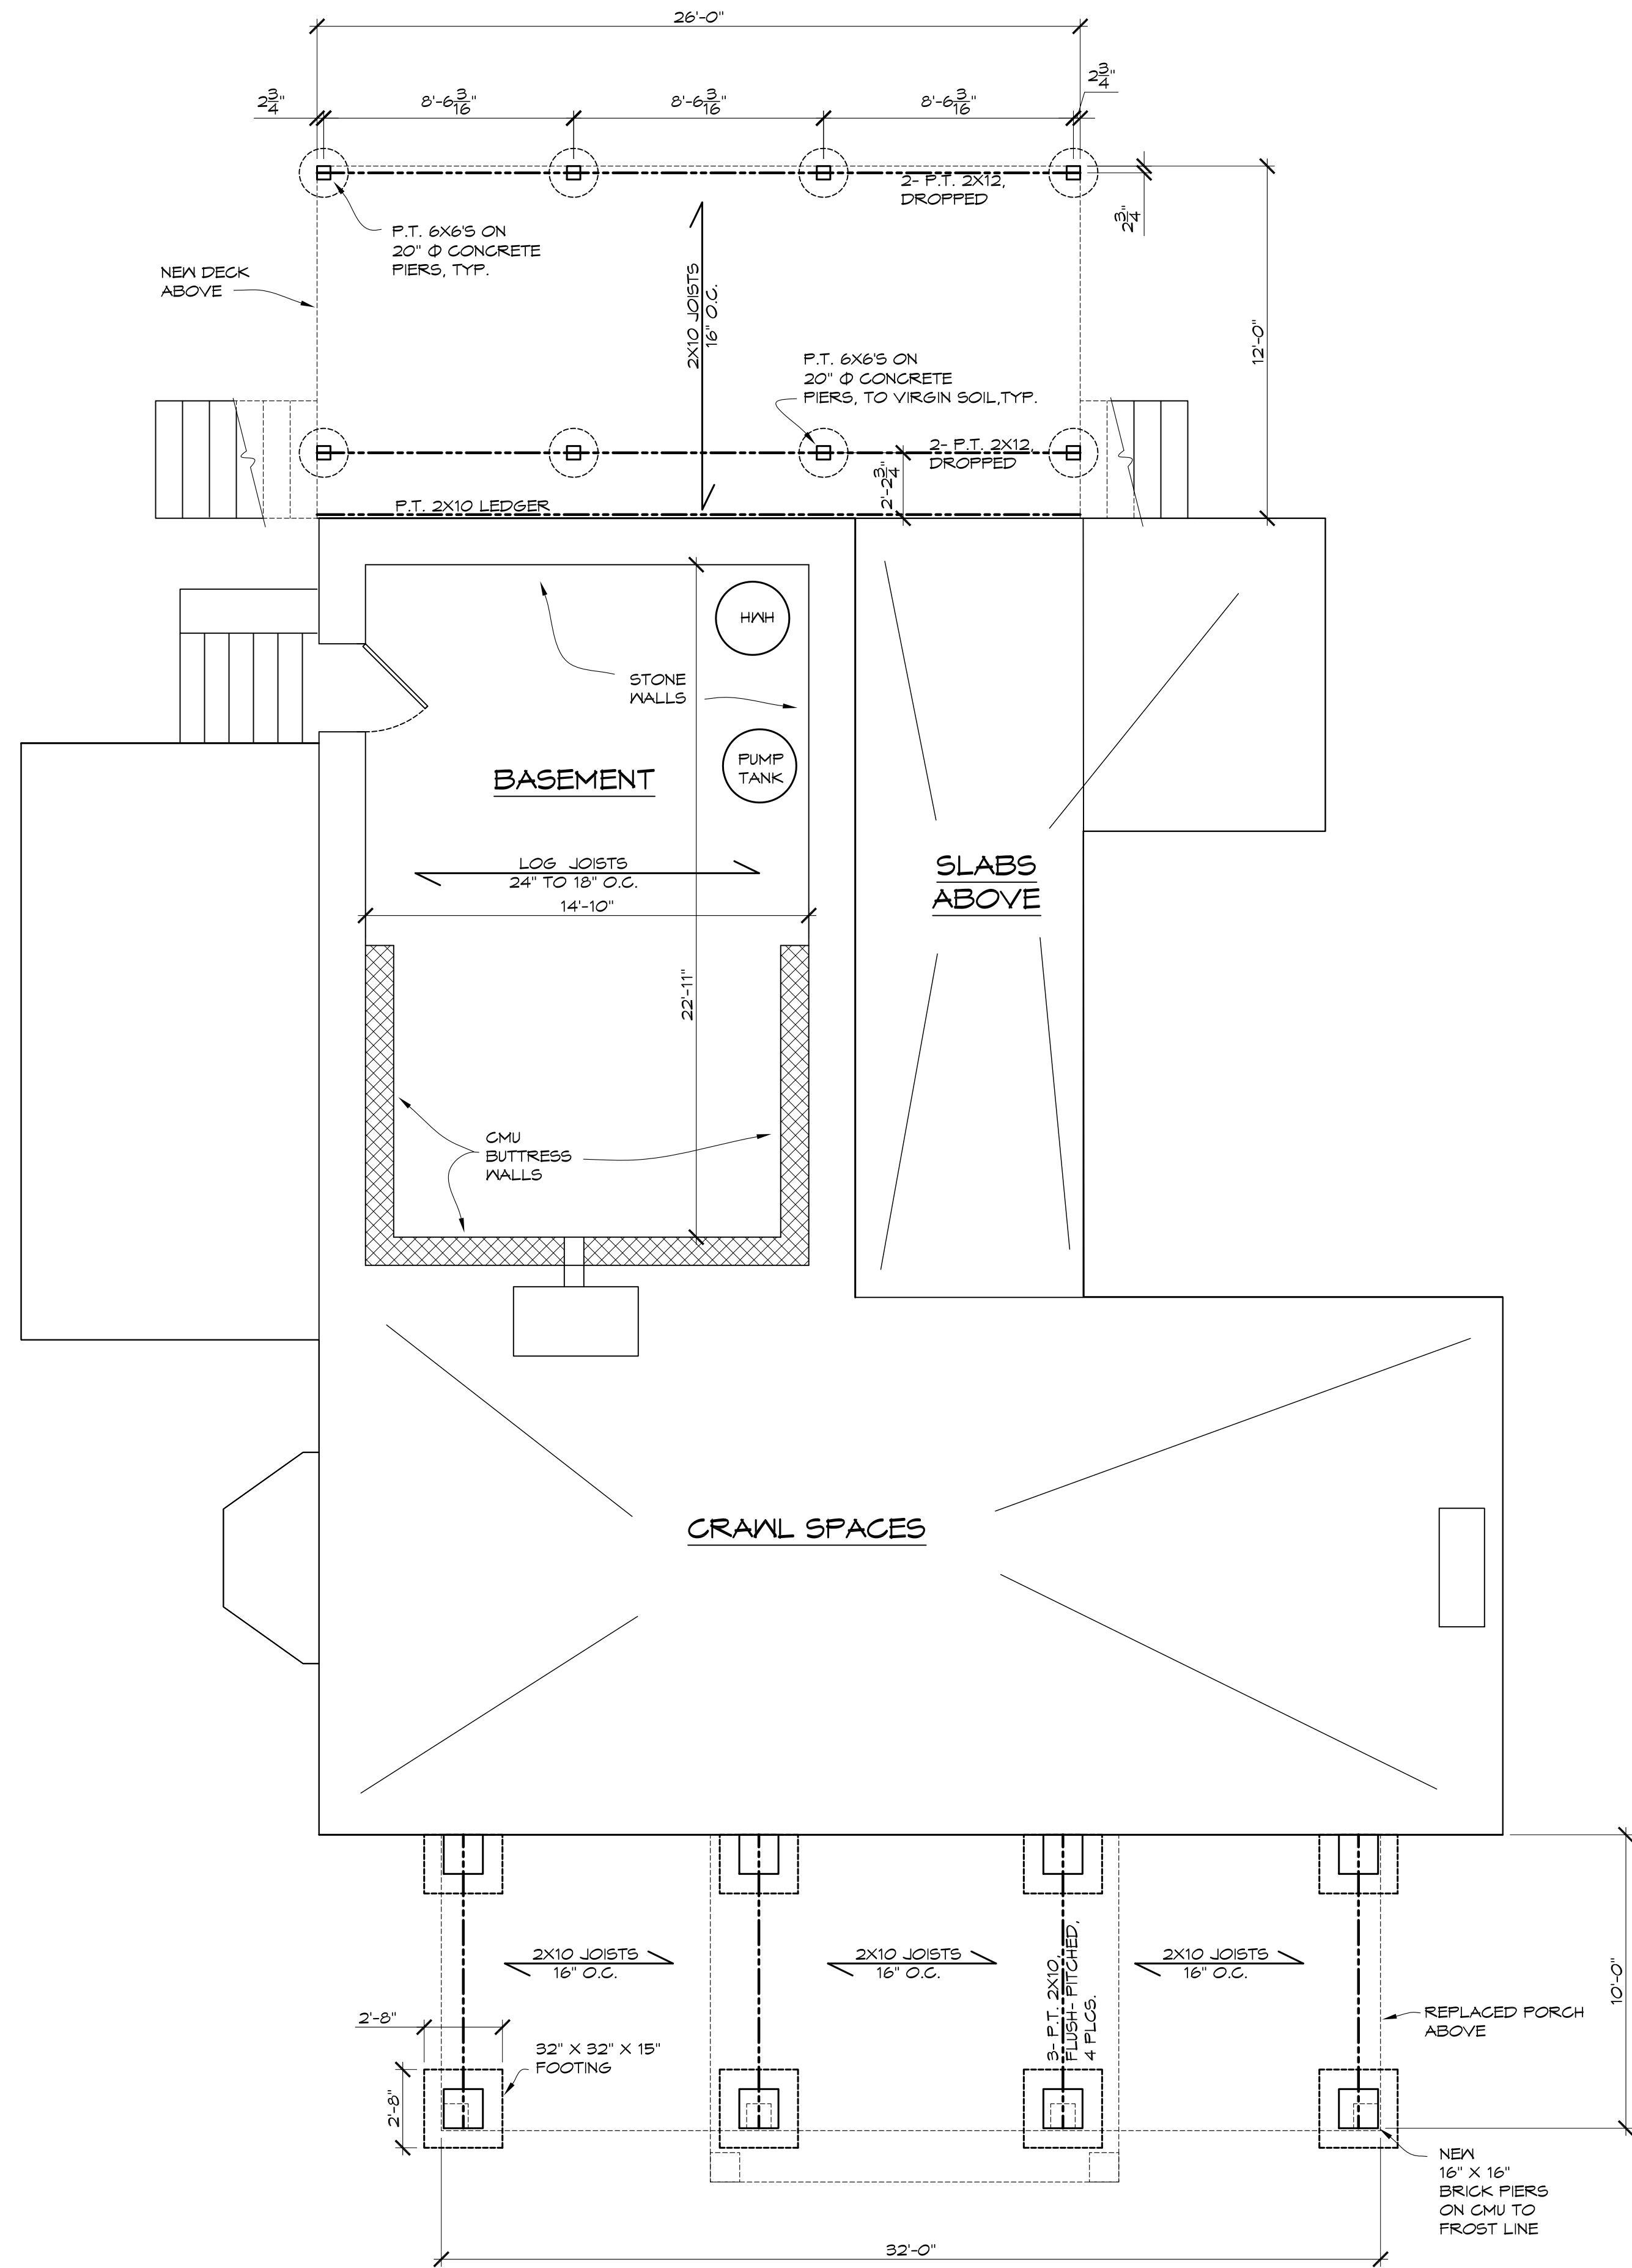 26'-0"
2 3/4"
8'-6 3/16"
8'-6 3/16"
8'-6 3/16"
2 3/4"
2- P.T. 2X12,
DROPPED
2 3/4"
P.T. 6X6'S ON
20" Φ CONCRETE
PIERS, TYP.
NEW DECK
ABOVE
2X10 JOISTS
16" O.C.
12'-0"
P.T. 6X6'S ON
20" Φ CONCRETE
PIERS, TO VIRGIN SOIL,TYP.
2- P.T. 2X12,
DROPPED
2'-2 3/4"
P.T. 2X10 LEDGER
HWH
STONE
WALLS
PUMP
TANK
BASEMENT
LOG JOISTS
24" TO 18" O.C.
14'-10"
SLABS
ABOVE
22'-11"
CMU
BUTTRESS
WALLS
CRAWL SPACES
2X10 JOISTS
16" O.C.
2X10 JOISTS
16" O.C.
3- P.T. 2X10,
FLUSH- PITCHED,
4 PLCS.
2X10 JOISTS
16" O.C.
10'-0"
REPLACED PORCH
ABOVE
2'-8"
32" X 32" X 15"
FOOTING
2'-8"
NEW
16" X 16"
BRICK PIERS
ON CMU TO
FROST LINE
32'-0"